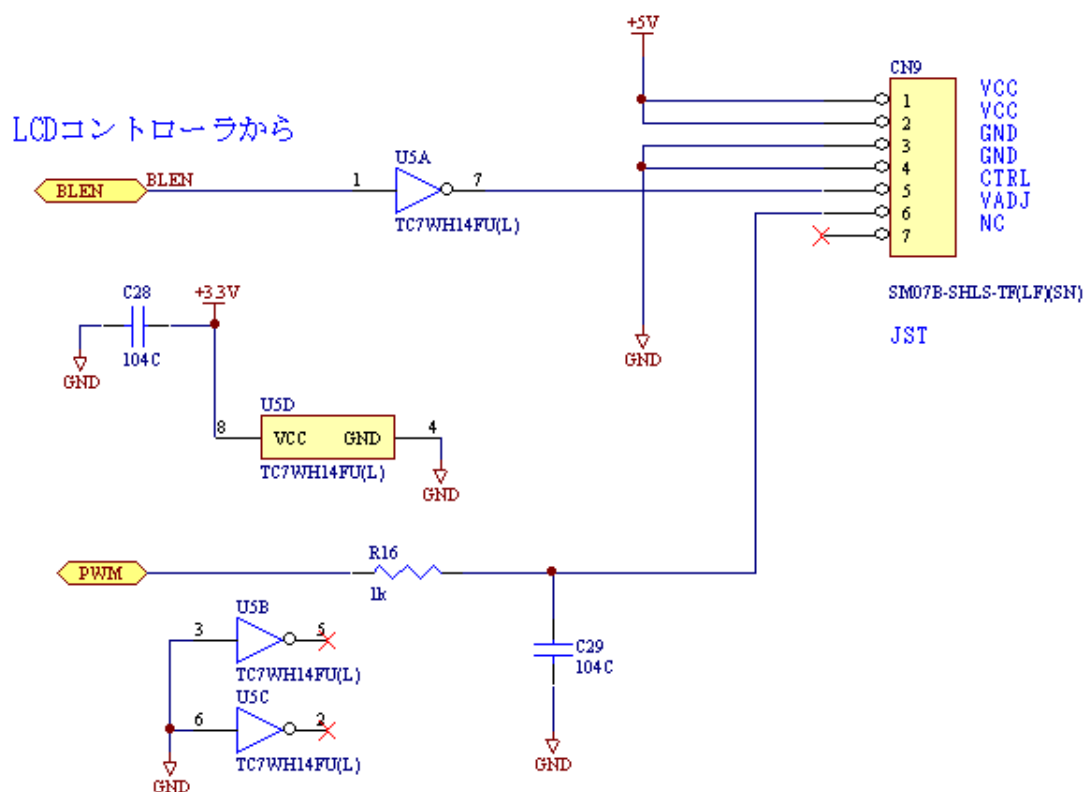 +5V
CN9
LCDコントローラから
BLEN
BLEN
1
U5A
7
TC7WH14FU(L)
1
2
3
4
5
6
7
VCC
VCC
GND
GND
CTRL
VADJ
NC
SM07B-SHLS-TF(LF)(SN)
JST
GND
C28
104C
+3.3V
GND
U5D
8
VCC
GND
4
TC7WH14FU(L)
GND
PWM
R16
1k
U5B
3
5
TC7WH14FU(L)
U5C
6
2
TC7WH14FU(L)
GND
C29
104C
GND